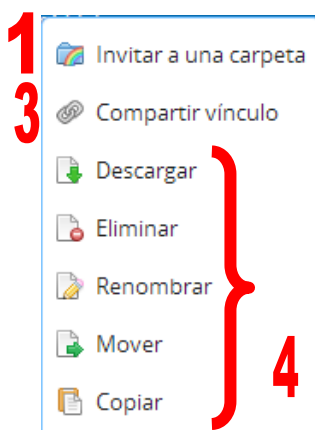 1 Invitar a una carpeta
3 Compartir vínculo
Descargar
Eliminar
Renombrar
Mover
4
Copiar